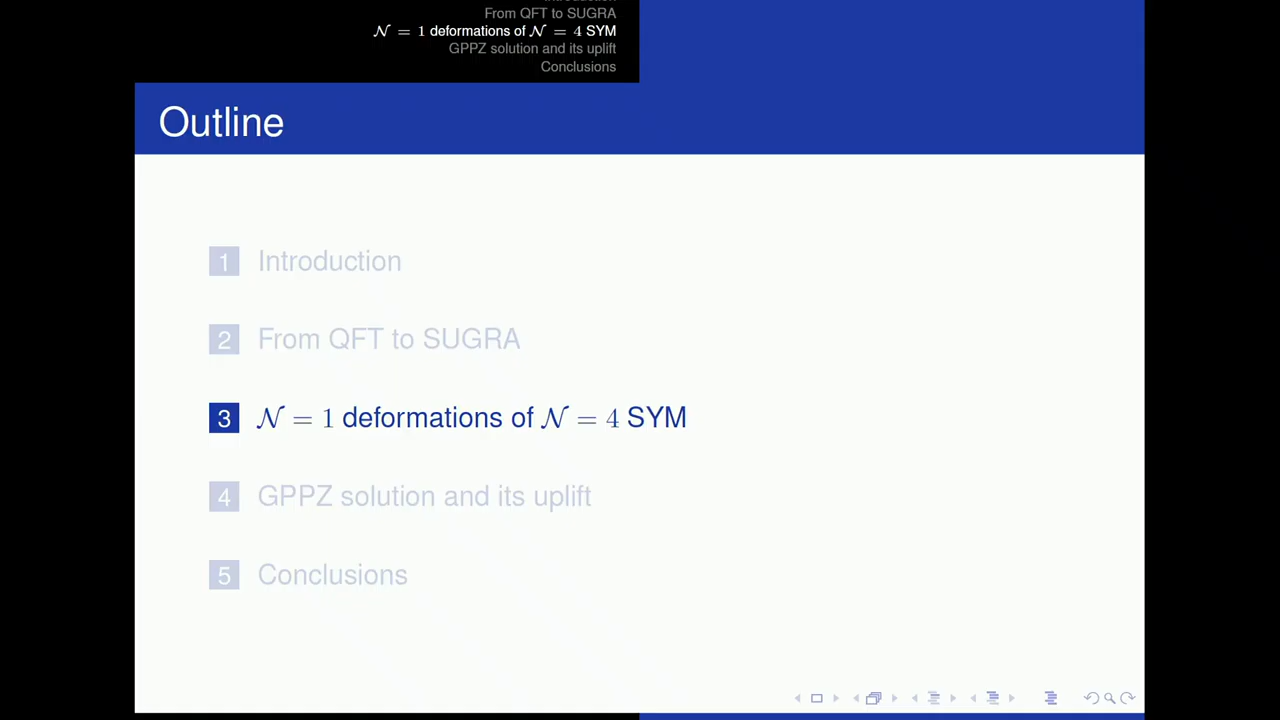 Introduction
From QFT to SUGRA
𝒩 = 1 deformations of 𝒩 = 4 SYM
GPPZ solution and its uplift
Conclusions
Outline
1 Introduction
2 From QFT to SUGRA
3 𝒩 = 1 deformations of 𝒩 = 4 SYM
4 GPPZ solution and its uplift
5 Conclusions